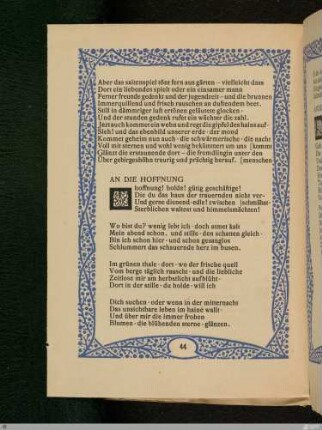 Aber das saitenspiel tönt fern aus gärten – vielleicht dass
Dort ein liebendes spielt oder ein einsamer mann
Ferner freunde gedenkt und der jugendzeit – und die brunnen
Immerquillend und frisch rauschen an duftendem beet.
Still in dämmriger luft ertönen geläutete glocken ·
Und der stunden gedenk rufet ein wächter die zahl.
Jezt auch kommt ein wehn und regt die gipfel des hains auf ·
Sieh! und das ebenbild unserer erde · der mond
Kommet geheim nun auch · die schwärmerische · die nacht
Voll mit sternen und wohl wenig bekümmert um uns [kommt
Glänzt die erstaunende dort – die fremdlingin unter den
Über gebirgeshöhn traurig und prächtig herauf. [menschen
AN DIE HOFFNUNG
O hoffnung! holde! gütig geschäftige!
Die du das haus der trauernden nicht ver-
Und gerne dienend · edle! zwischen [schmähst ·
Sterblichen waltest und himmelsmächten!
Wo bist du? wenig lebt ich · doch atmet kalt
Mein abend schon. und stille · den schatten gleich ·
Bin ich schon hier · und schon gesanglos
Schlummert das schauernde herz im busen.
Im grünen thale · dort · wo der frische quell
Vom berge täglich rauscht · und die liebliche
Zeitlose mir am herbstlicht aufblüht ·
Dort in der stille · du holde · will ich
Dich suchen · oder wenn in der mitternacht
Das unsichtbare leben im haine wallt ·
Und über mir die immer frohen
Blumen · die blühenden sterne · glänzen.
44